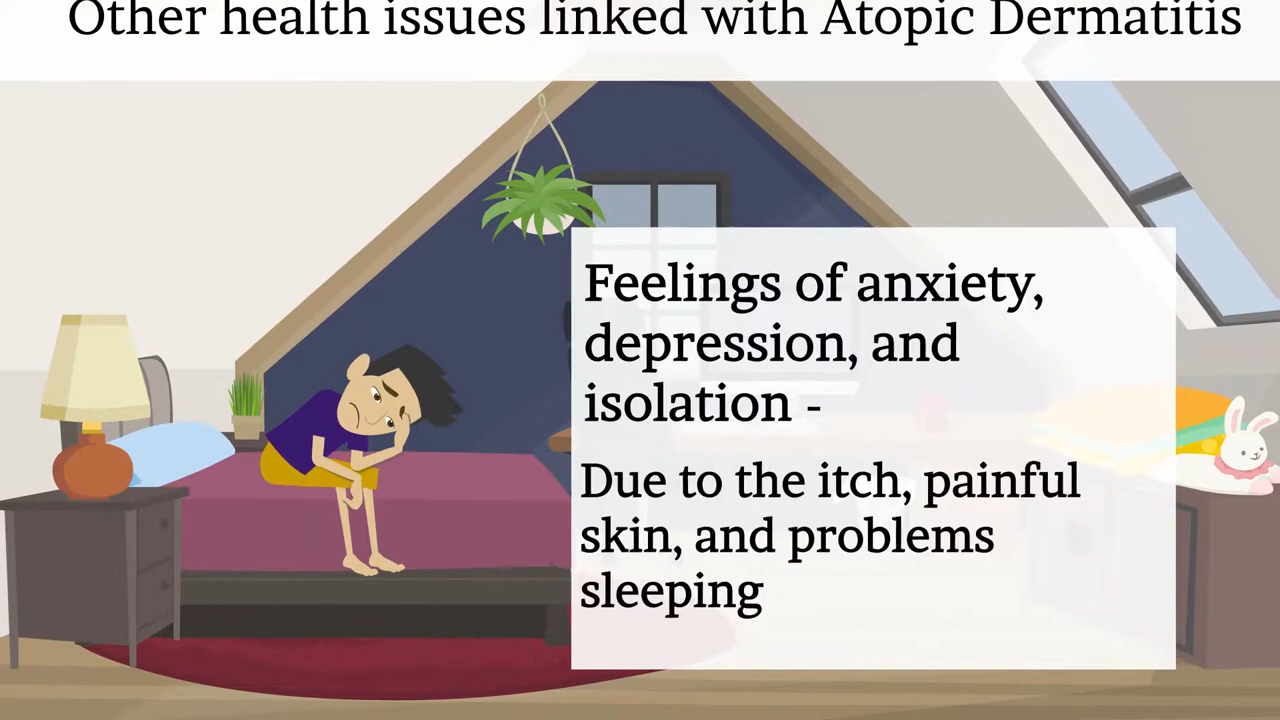 Other health issues linked with Atopic Dermatitis
Feelings of anxiety,
depression, and
isolation -
Due to the itch, painful
skin, and problems
sleeping